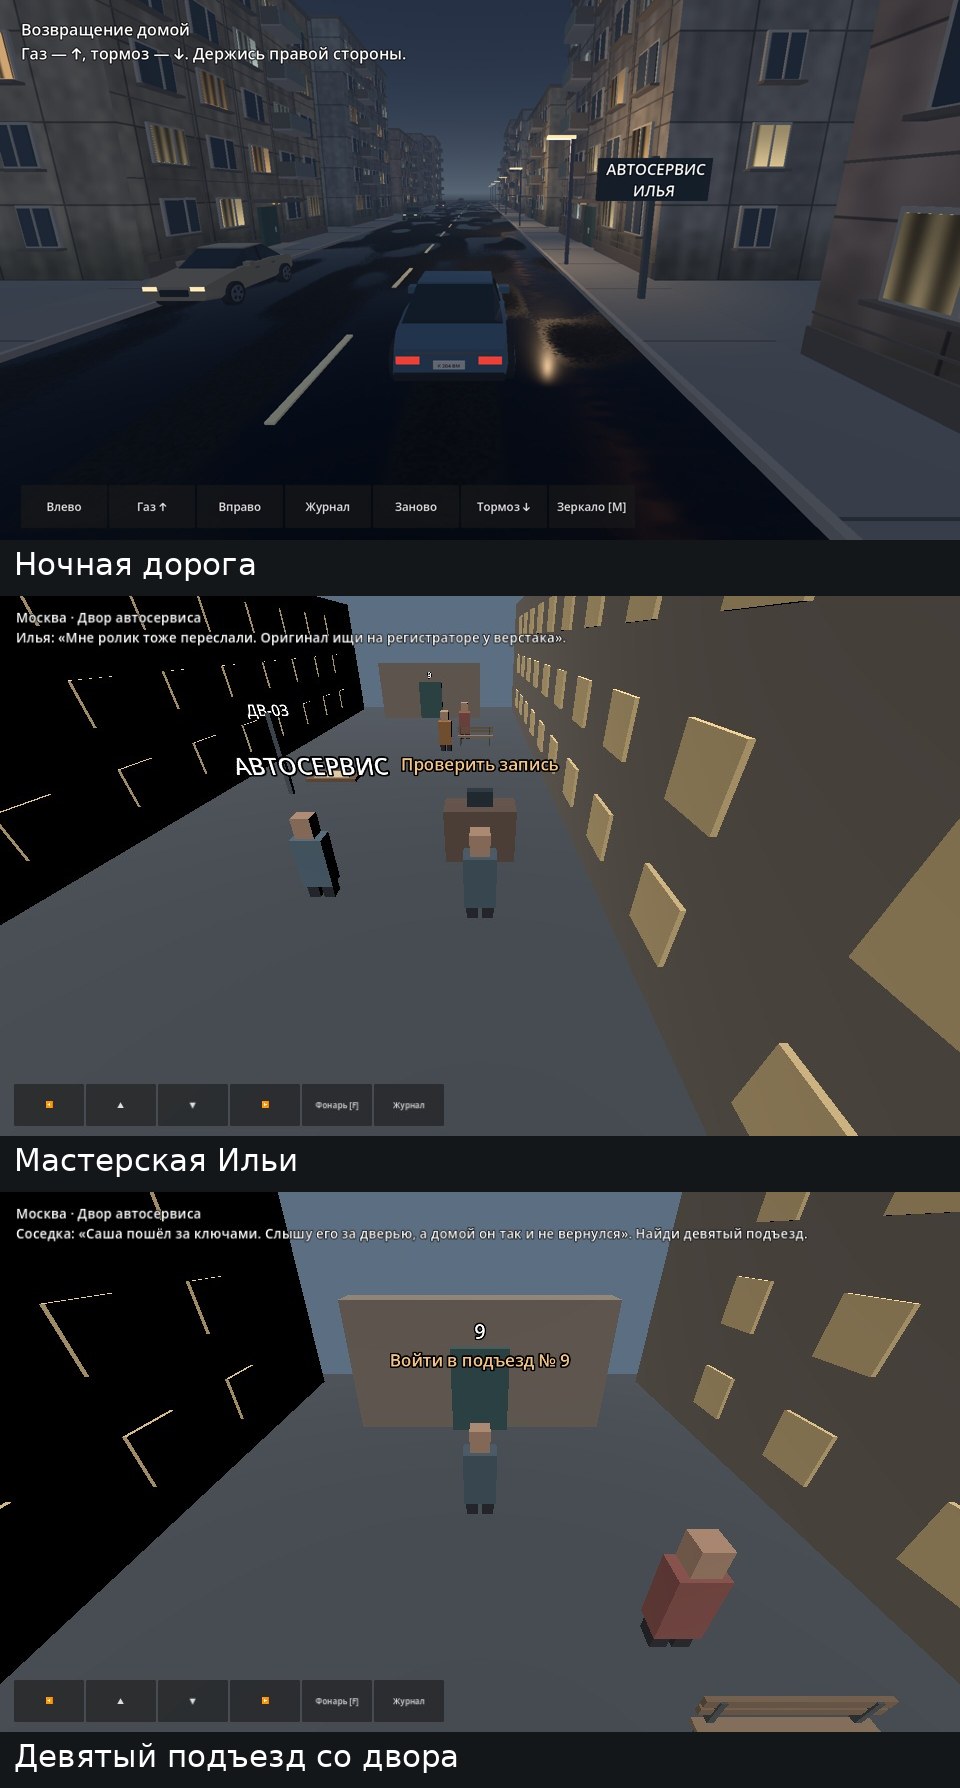 Возвращение домой
Газ — ↑, тормоз — ↓. Держись правой стороны.
АВТОСЕРВИС
ИЛЬЯ
Влево
Газ ↑
Вправо
Журнал
Заново
Тормоз ↓
Зеркало [M]
Ночная дорога
Москва · Двор автосервиса
Илья: «Мне ролик тоже переслали. Оригинал ищи на регистраторе у верстака».
9
ДВ-03
АВТОСЕРВИС
Проверить запись
Фонарь [F]
Журнал
Мастерская Ильи
Москва · Двор автосервиса
Соседка: «Саша пошёл за ключами. Слышу его за дверью, а домой он так и не вернулся». Найди девятый подъезд.
9
Войти в подъезд № 9
Фонарь [F]
Журнал
Девятый подъезд со двора